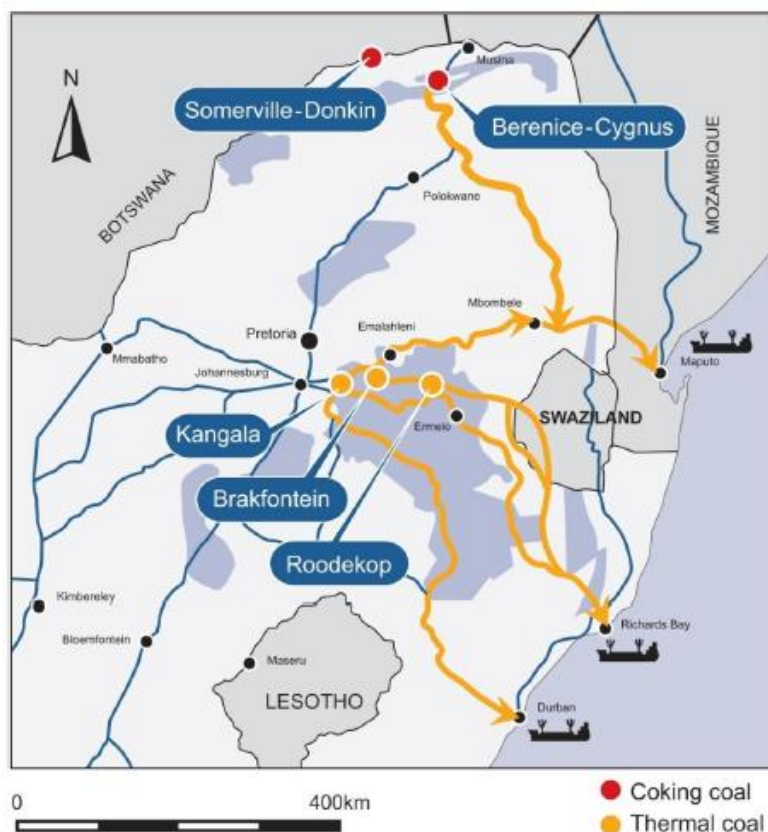 N
Musina
Somerville-Donkin
Berenice-Cygnus
BOTSWANA
MOZAMBIQUE
Polokwane
Mbombele
Pretoria
Emalahleni
Mmabatho
Johannesburg
Maputo
SWAZILAND
Kangala
Ermelo
Brakfontein
Roodekop
Kimbereley
Richards Bay
Bloemfontein
Maseru
LESOTHO
Durban
0 400km
Coking coal
Thermal coal